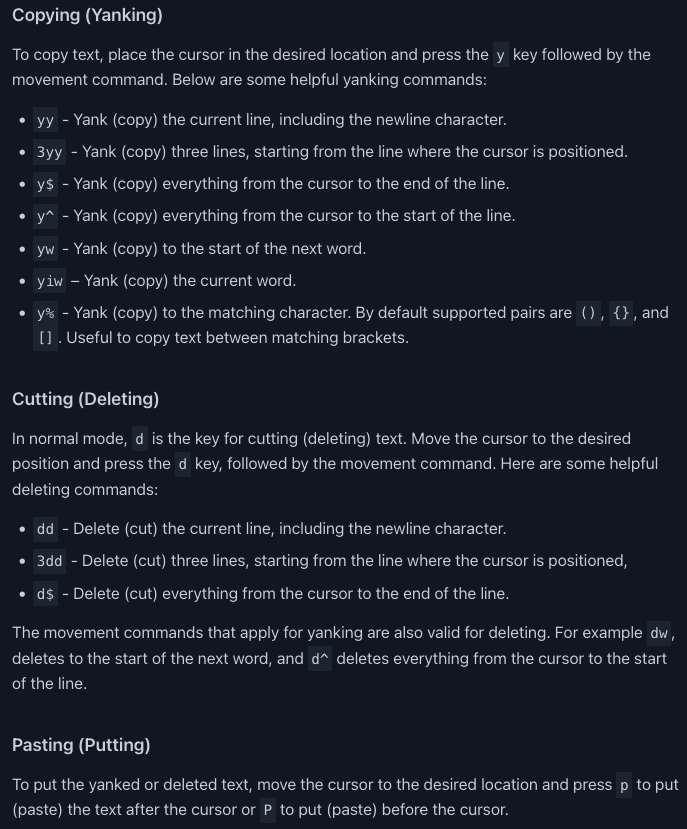 Copying (Yanking)
To copy text, place the cursor in the desired location and press the y key followed by the
movement command. Below are some helpful yanking commands:
• yy - Yank (copy) the current line, including the newline character.
• 3yy - Yank (copy) three lines, starting from the line where the cursor is positioned.
• y$ - Yank (copy) everything from the cursor to the end of the line.
• y^ - Yank (copy) everything from the cursor to the start of the line.
• yw - Yank (copy) to the start of the next word.
• yiw – Yank (copy) the current word.
• y% - Yank (copy) to the matching character. By default supported pairs are (), {}, and
[]. Useful to copy text between matching brackets.
Cutting (Deleting)
In normal mode, d is the key for cutting (deleting) text. Move the cursor to the desired
position and press the d key, followed by the movement command. Here are some helpful
deleting commands:
• dd - Delete (cut) the current line, including the newline character.
• 3dd - Delete (cut) three lines, starting from the line where the cursor is positioned,
• d$ - Delete (cut) everything from the cursor to the end of the line.
The movement commands that apply for yanking are also valid for deleting. For example dw,
deletes to the start of the next word, and d^ deletes everything from the cursor to the start
of the line.
Pasting (Putting)
To put the yanked or deleted text, move the cursor to the desired location and press p to put
(paste) the text after the cursor or P to put (paste) before the cursor.